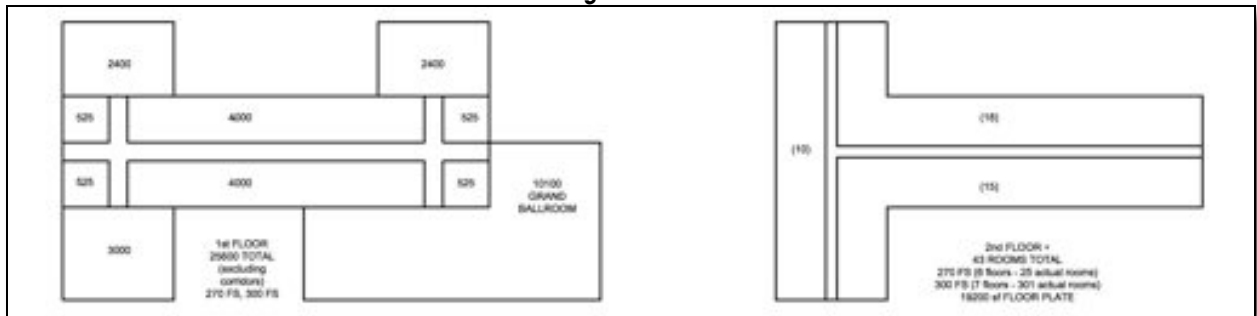 2400
2400
525
4000
525
525
4000
525
10100
GRAND
BALLROOM
3000
1st FLOOR
25800 TOTAL
(excluding
corridors)
270 FS, 300 FS
(10)
(18)
(15)
2nd FLOOR +
43 ROOMS TOTAL
270 FS (6 floors - 25 actual rooms)
300 FS (7 floors - 301 actual rooms)
19200 sf FLOOR PLATE